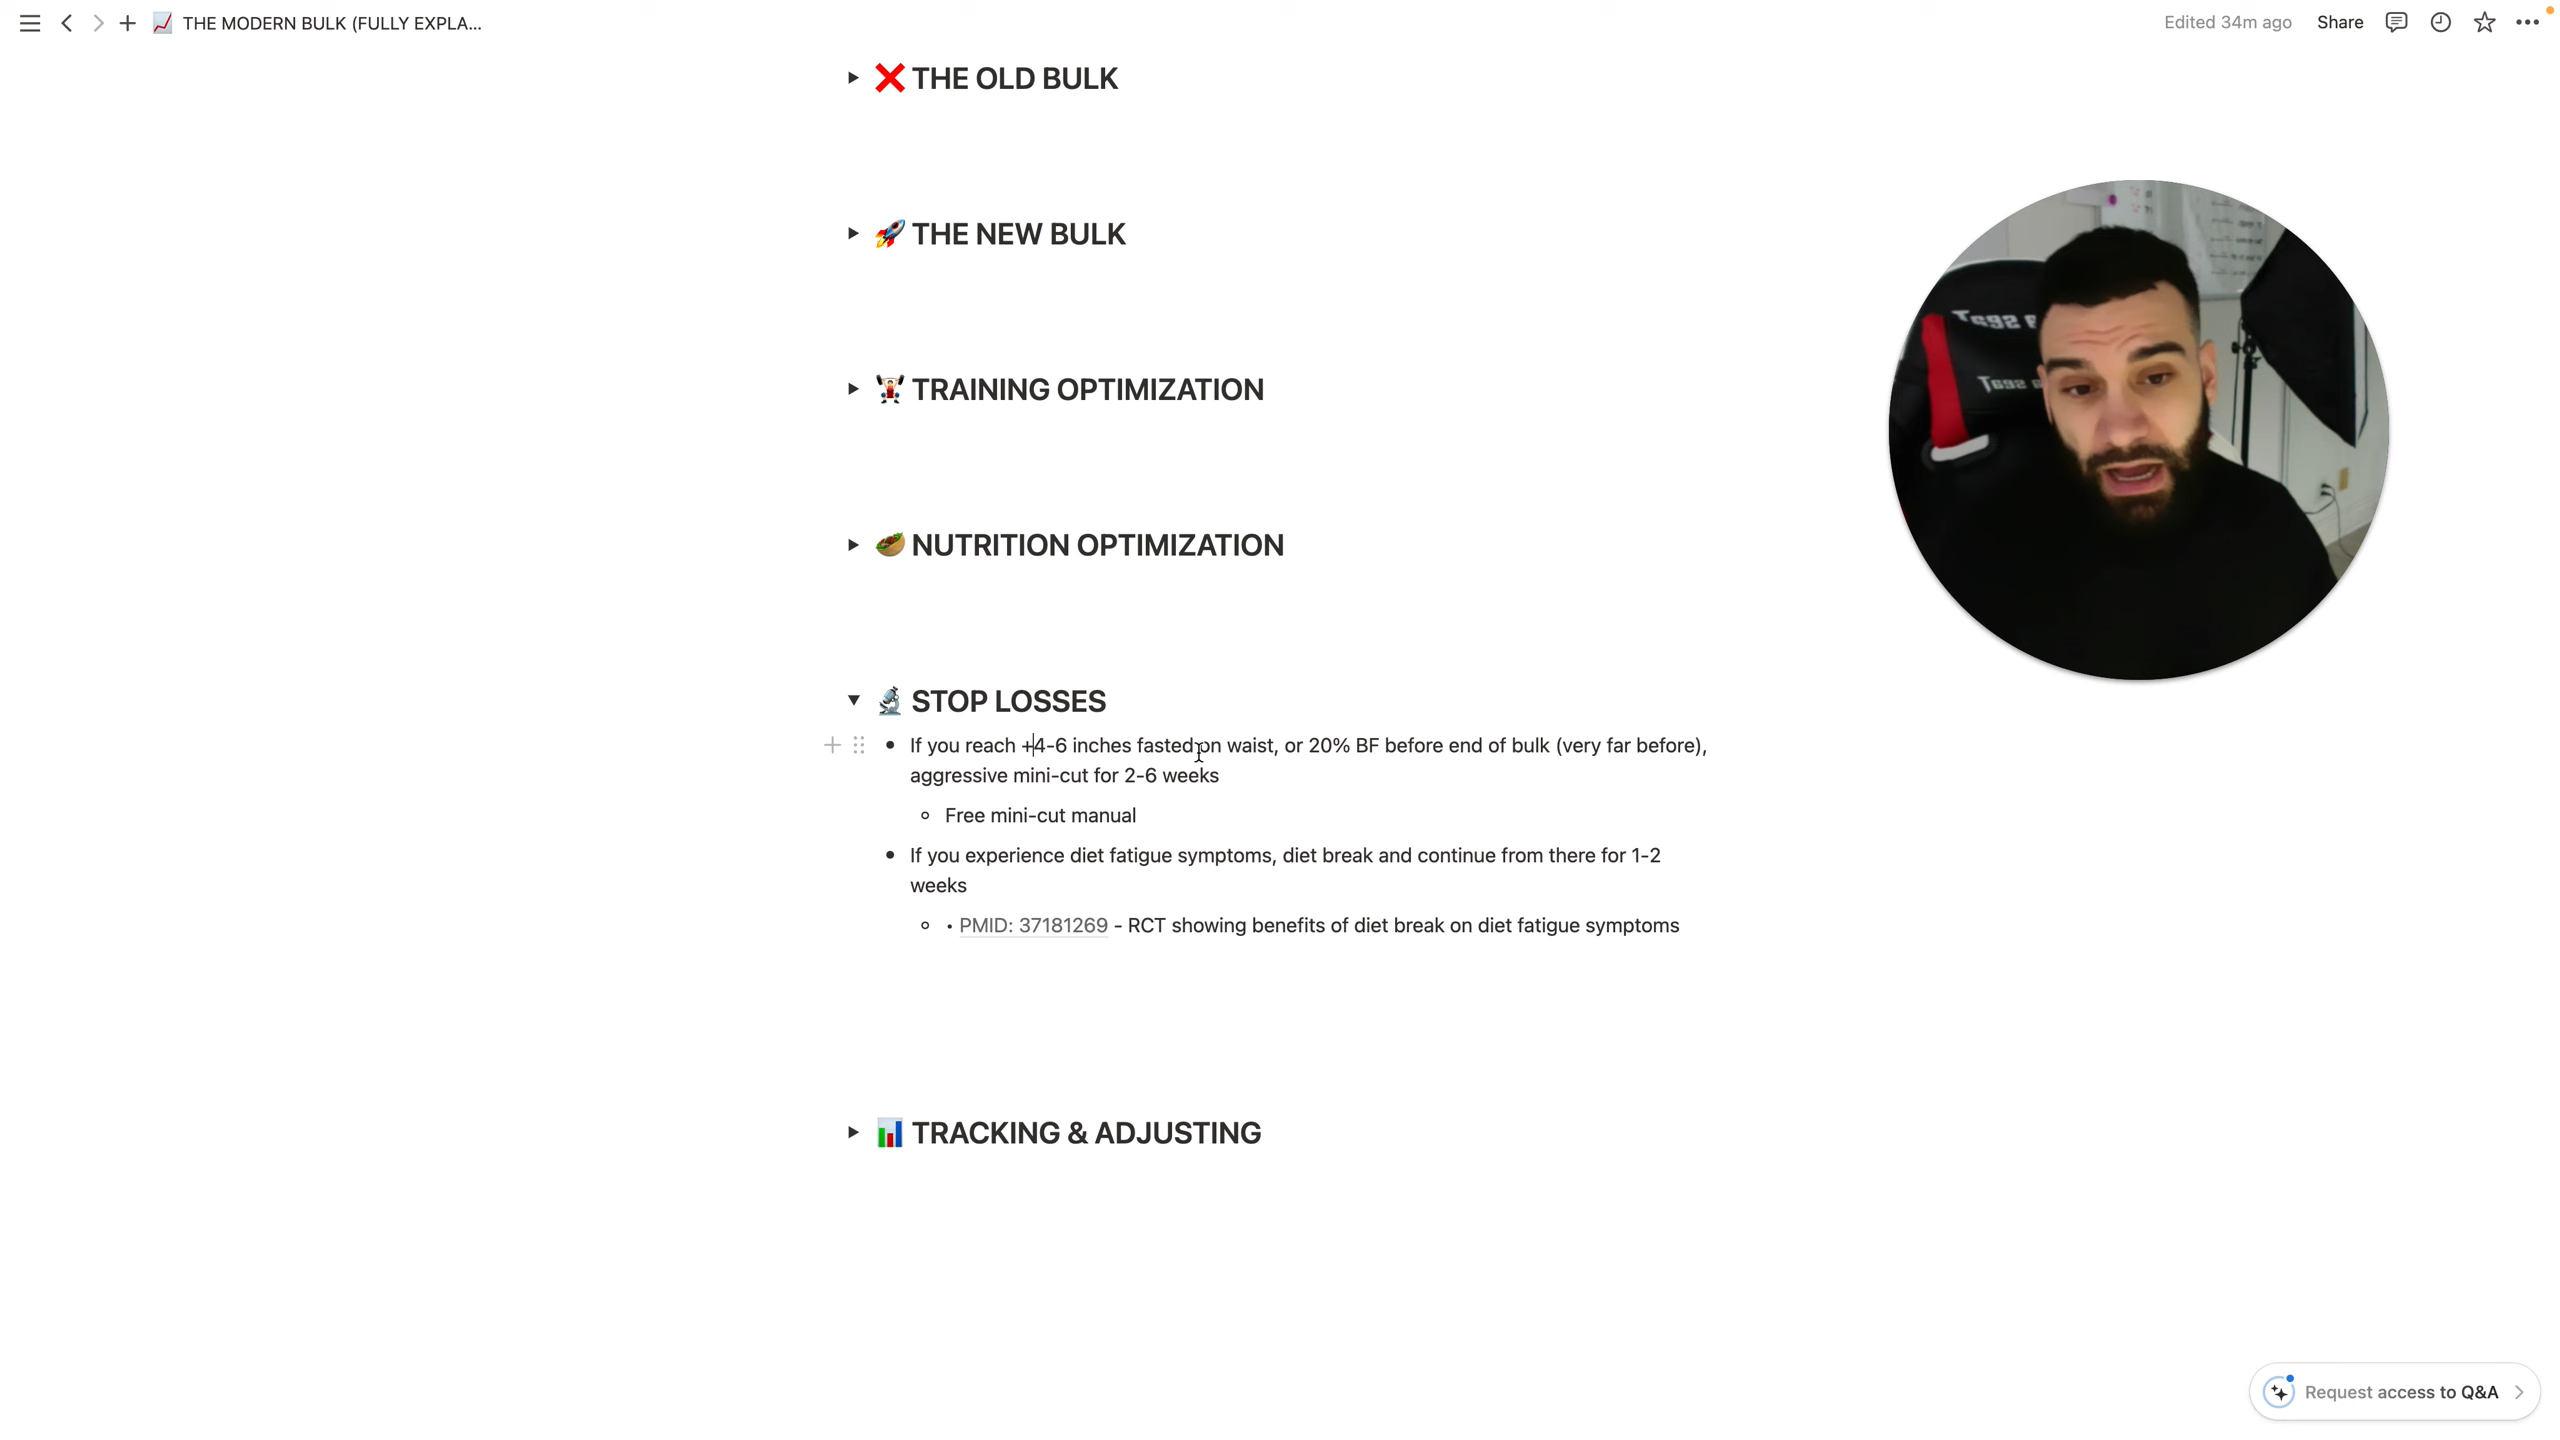 THE MODERN BULK (FULLY EXPLA...
Edited 34m ago
Share
THE OLD BULK
THE NEW BULK
TRAINING OPTIMIZATION
NUTRITION OPTIMIZATION
STOP LOSSES
If you reach +4-6 inches fasted on waist, or 20% BF before end of bulk (very far before),
aggressive mini-cut for 2-6 weeks
Free mini-cut manual
If you experience diet fatigue symptoms, diet break and continue from there for 1-2
weeks
• PMID: 37181269 - RCT showing benefits of diet break on diet fatigue symptoms
TRACKING & ADJUSTING
Request access to Q&A